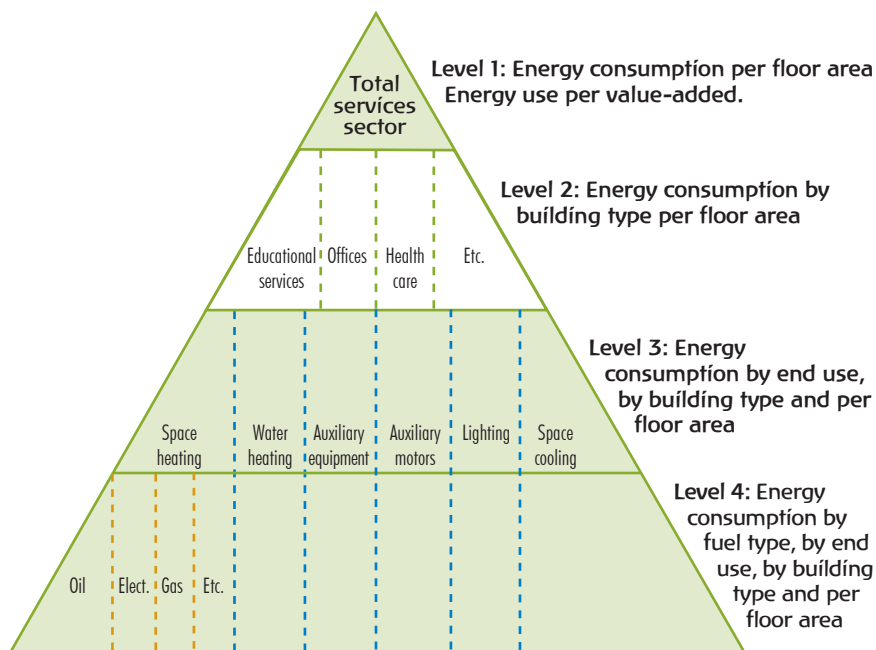 Total
services
sector
Level 1: Energy consumption per floor area
Energy use per value-added.
Level 2: Energy consumption by
building type per floor area
Educational
services
Offices
Health
care
Etc.
Level 3: Energy
consumption by end use,
by building type and per
floor area
Space
heating
Water
heating
Auxiliary
equipment
Auxiliary
motors
Lighting
Space
cooling
Level 4: Energy
consumption by
fuel type, by end
use, by building
type and per
floor area
Oil
Elect.
Gas
Etc.